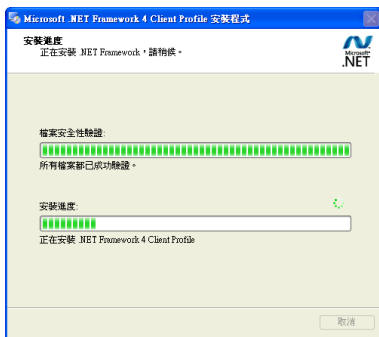 Microsoft .NET Framework 4 Client Profile 安裝程式
安裝進度
正在安裝 .NET Framework，請稍候。
Microsoft
.NET
檔案安全性驗證:
所有檔案都已成功驗證。
安裝進度:
正在安裝 .NET Framework 4 Client Profile
取消